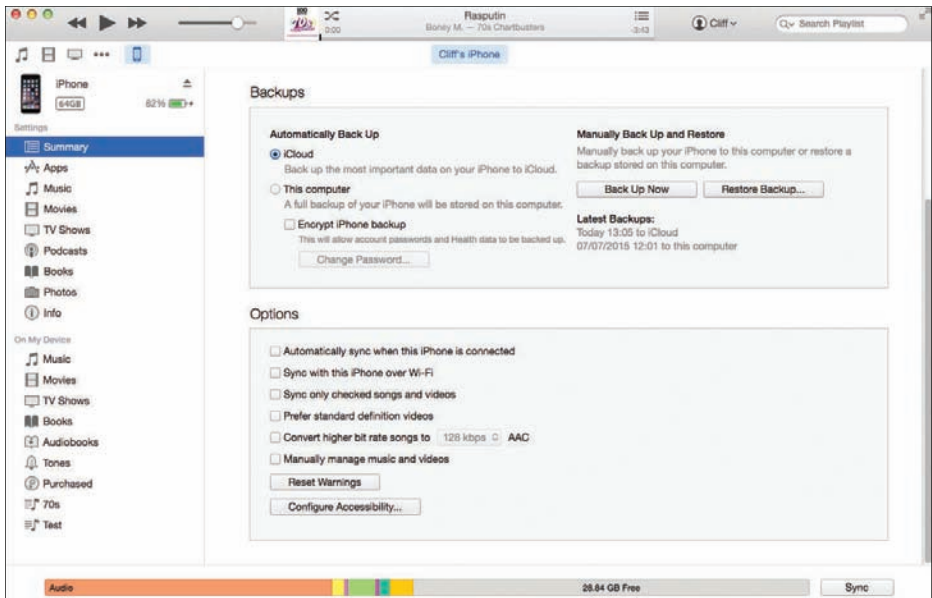 100
70s
0:00
Rasputin
Boney M. — 70s Chartbusters
-3:43
Cliff
Search Playlist
Cliff's iPhone
iPhone
64GB
82%
Settings
Summary
Apps
Music
Movies
TV Shows
Podcasts
Books
Photos
Info
On My Device
Music
Movies
TV Shows
Books
Audiobooks
Tones
Purchased
70s
Test
Backups
Automatically Back Up
iCloud
Back up the most important data on your iPhone to iCloud.
This computer
A full backup of your iPhone will be stored on this computer.
Encrypt iPhone backup
This will allow account passwords and Health data to be backed up.
Change Password...
Manually Back Up and Restore
Manually back up your iPhone to this computer or restore a
backup stored on this computer.
Back Up Now Restore Backup...
Latest Backups:
Today 13:05 to iCloud
07/07/2015 12:01 to this computer
Options
Automatically sync when this iPhone is connected
Sync with this iPhone over Wi-Fi
Sync only checked songs and videos
Prefer standard definition videos
Convert higher bit rate songs to 128 kbps AAC
Manually manage music and videos
Reset Warnings
Configure Accessibility...
Audio 28.84 GB Free Sync